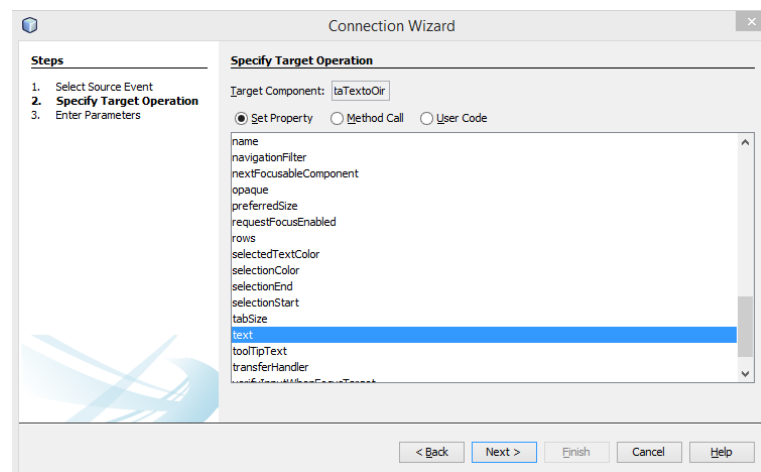 Connection Wizard
Steps
1. Select Source Event
2. Specify Target Operation
3. Enter Parameters
Specify Target Operation
Target Component: taTextoOir
Set Property Method Call User Code
name
navigationFilter
nextFocusableComponent
opaque
preferredSize
requestFocusEnabled
rows
selectedTextColor
selectionColor
selectionEnd
selectionStart
tabSize
text
toolTipText
transferHandler
verifyInputWhenFocusTarget
< Back Next > Finish Cancel Help